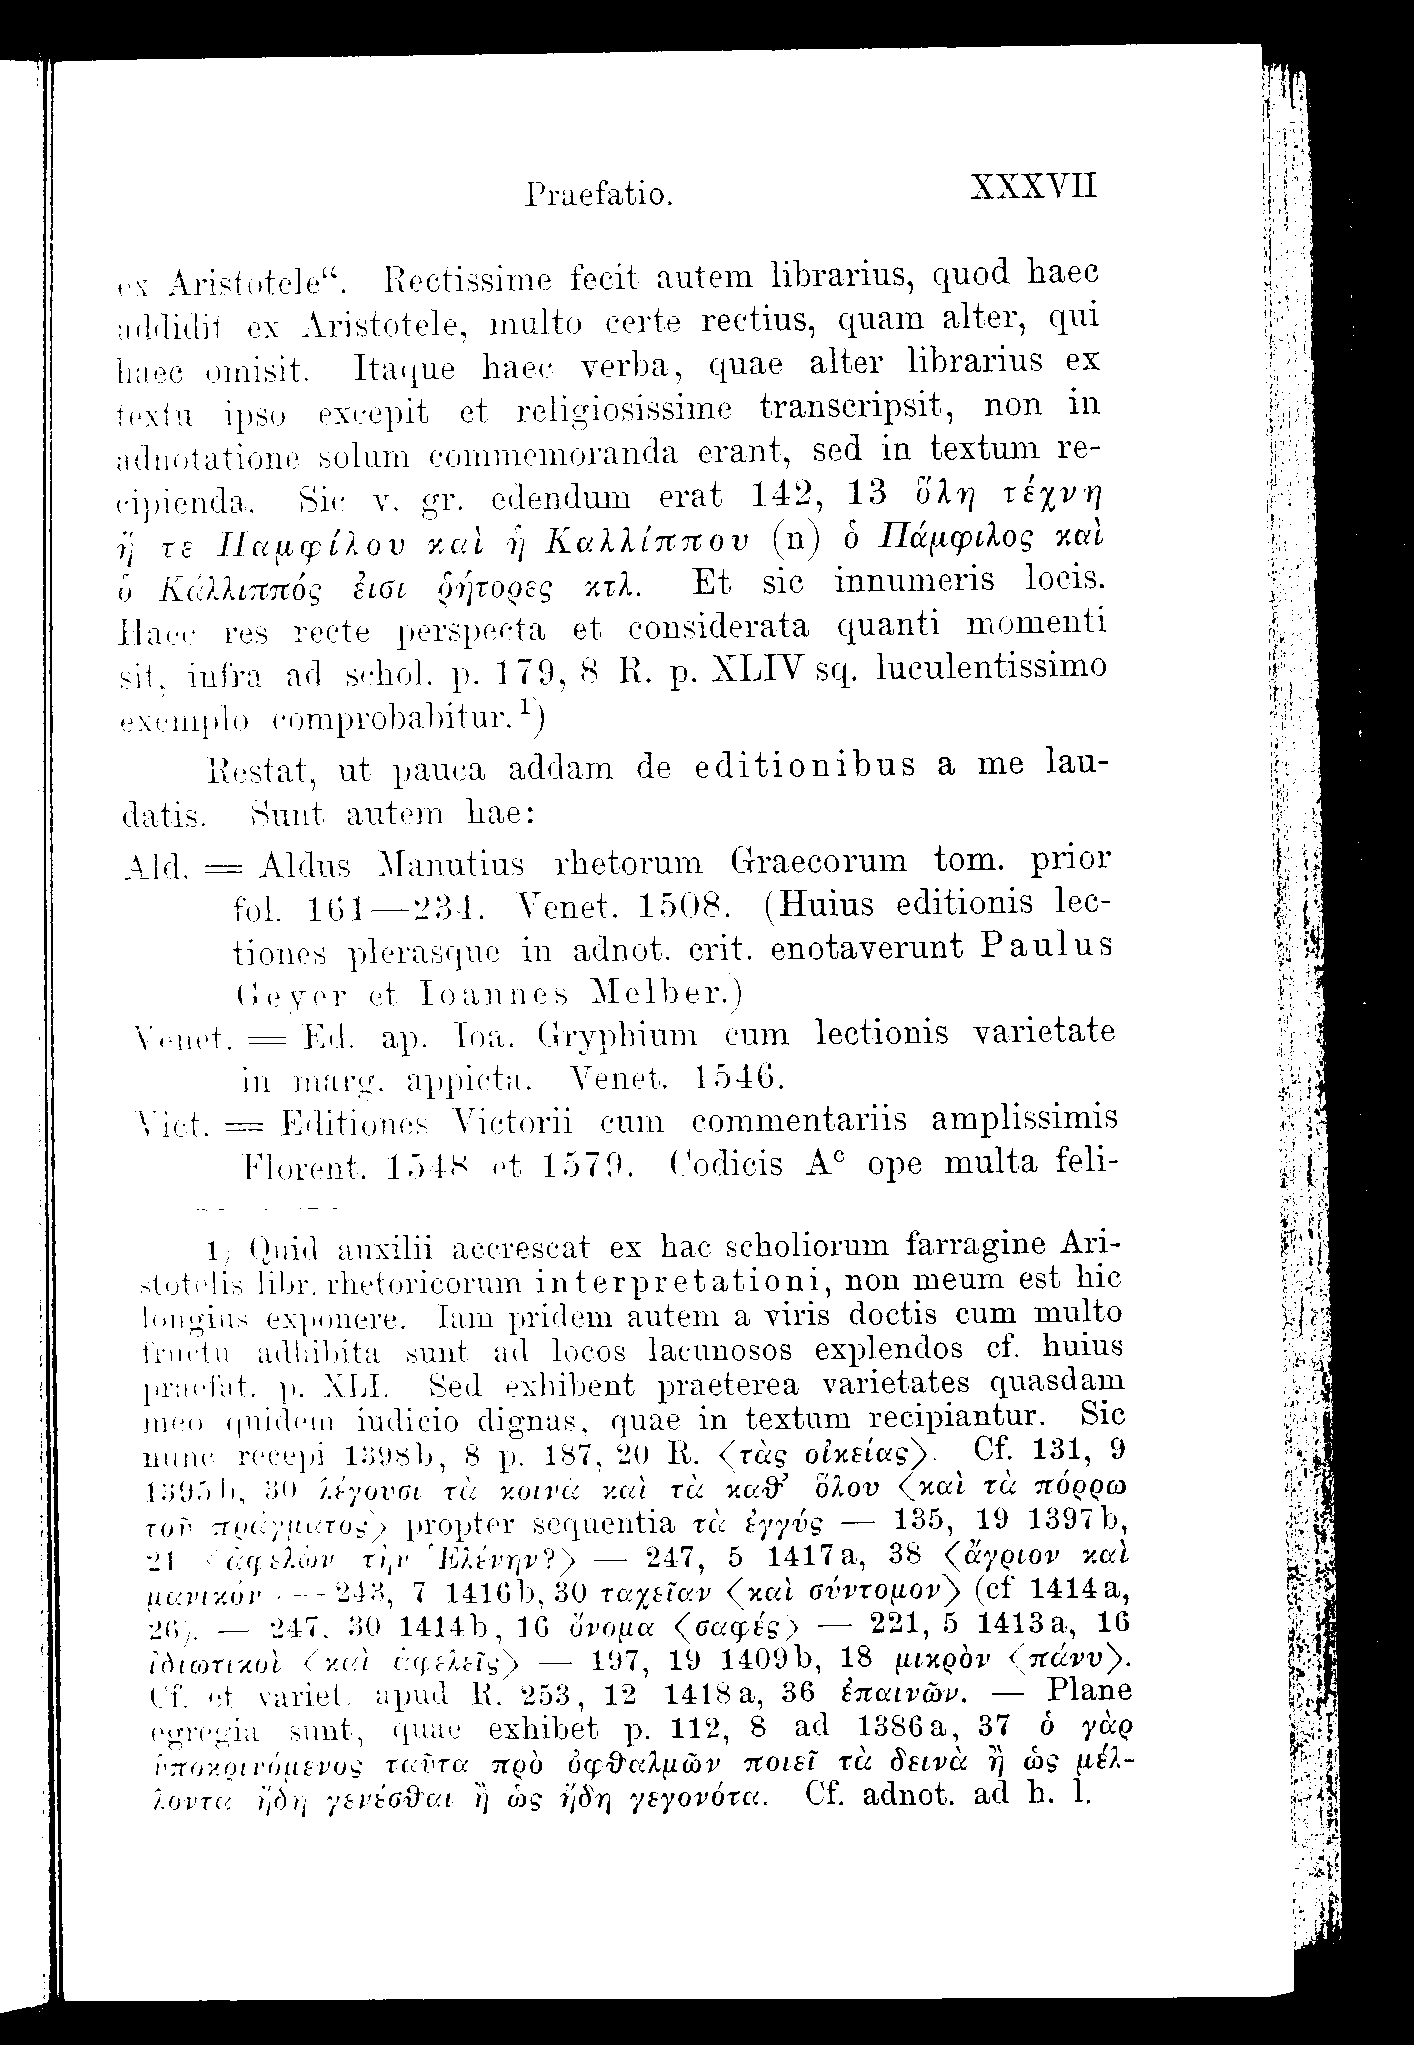 Praefatio. XXXVII
ex Aristotele“. Rectissime fecit autem librarius, quod haec
addidit ex Aristotele, multo certe rectius, quam alter, qui
haec omisit. Itaque haec verba, quae alter librarius ex
textu ipso excepit et religiosissime transcripsit, non in
adnotatione solum commemoranda erant, sed in textum re-
cipienda. Sic v. gr. edendum erat 142, 13 ὅλη τέχνη
ἥ τε Παμφίλου καὶ ἡ Καλλίππου (n) ὁ Πάμφιλος καὶ
ὁ Κάλλιππός ἐισι ῥήτορες κτλ. Et sic innumeris locis.
Haec res recte perspecta et considerata quanti momenti
sit, infra ad schol. p. 179, 8 R. p. XLIV sq. luculentissimo
exemplo comprobabitur.¹)
Restat, ut pauca addam de editionibus a me lau-
datis. Sunt autem hae:
Ald. = Aldus Manutius rhetorum Graecorum tom. prior
fol. 161—234. Venet. 1508. (Huius editionis lec-
tiones plerasque in adnot. crit. enotaverunt Paulus
Geyer et Ioannes Melber.)
Venet. = Ed. ap. Ioa. Gryphium cum lectionis varietate
in marg. appicta. Venet. 1546.
Vict. = Editiones Victorii cum commentariis amplissimis
Florent. 1548 et 1579. Codicis Aᶜ ope multa feli-
1) Quid auxilii accrescat ex hac scholiorum farragine Ari-
stotelis libr. rhetoricorum interpretationi, non meum est hic
longius exponere. Iam pridem autem a viris doctis cum multo
fructu adhibita sunt ad locos lacunosos explendos cf. huius
praefat. p. XLI. Sed exhibent praeterea varietates quasdam
meo quidem iudicio dignas, quae in textum recipiantur. Sic
nunc recepi 1398b, 8 p. 187, 20 R. ⟨τὰς οἰκείας⟩. Cf. 131, 9
1395b, 30 λέγουσι τὰ κοινὰ καὶ τὰ καθ’ ὅλου ⟨καὶ τὰ πόρρω
τοῦ πράγματος⟩ propter sequentia τὰ ἐγγύς — 135, 19 1397b,
21 ⟨ἀφελὼν τὴν Ἑλένην?⟩ — 247, 5 1417a, 38 ⟨ἄγριον καὶ
μανικόν⟩ — 243, 7 1416b, 30 ταχεῖαν ⟨καὶ σύντομον⟩ (cf 1414a,
26). — 247. 30 1414b, 16 ὄνομα ⟨σαφές⟩ — 221, 5 1413a, 16
ἰδιωτικοὶ ⟨καὶ ἀφελεῖς⟩ — 197, 19 1409b, 18 μικρὸν ⟨πάνυ⟩.
Cf. et variet. apud R. 253, 12 1418a, 36 ἐπαινῶν. — Plane
egregia sunt, quae exhibet p. 112, 8 ad 1386a, 37 ὁ γὰρ
ὑποκρινόμενος ταῦτα πρὸ ὀφθαλμῶν ποιεῖ τὰ δεινὰ ἢ ὡς μέλ-
λοντα ἤδη γενέσθαι ἢ ὡς ἤδη γεγονότα. Cf. adnot. ad h. l.